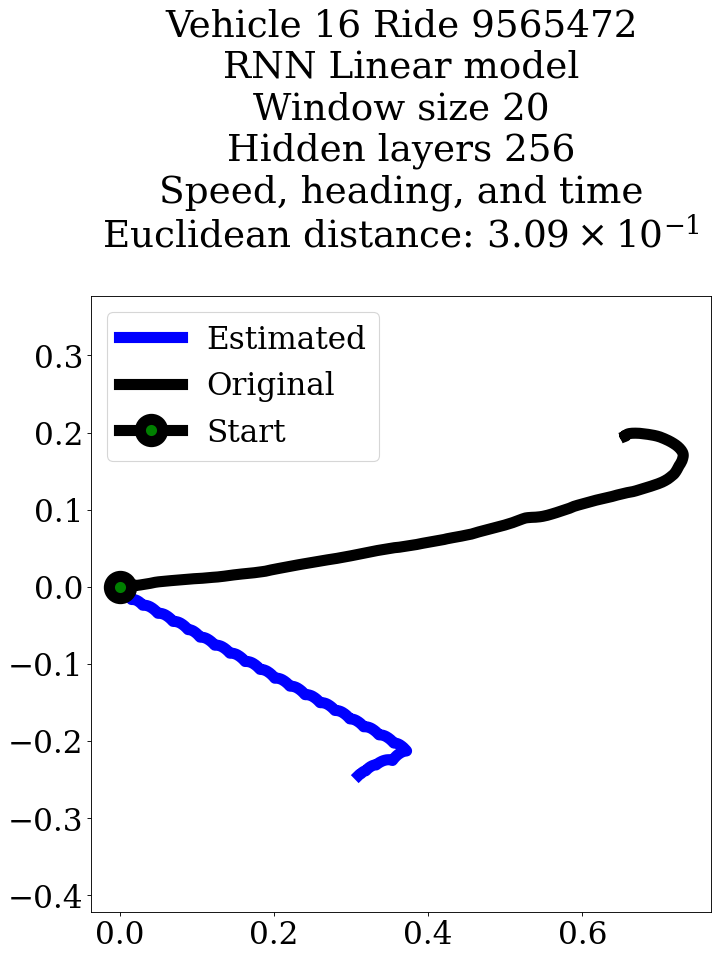 Vehicle 16 Ride 9565472
RNN Linear model
Window size 20
Hidden layers 256
Speed, heading, and time
Euclidean distance: 3.09 × 10⁻¹
Estimated
Original
Start
0.3
0.2
0.1
0.0
−0.1
−0.2
−0.3
−0.4
0.0 0.2 0.4 0.6